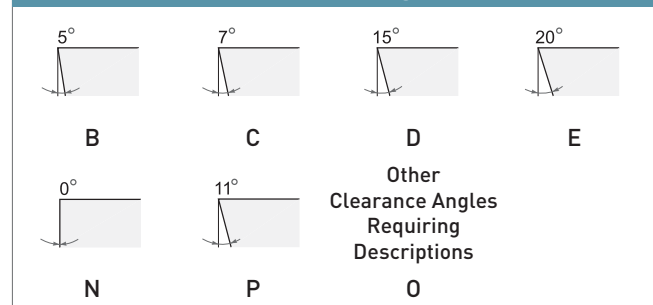 5° 7° 15° 20°
B C D E
0° 11°
Other
Clearance Angles
Requiring
Descriptions
N P O